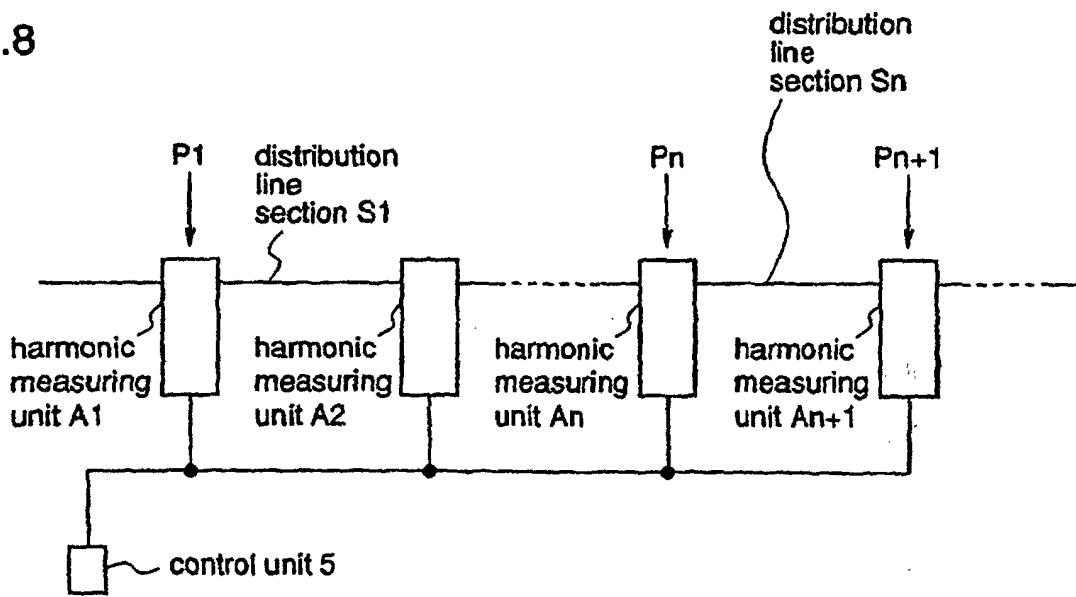 .8
distribution
line
section Sn
P1
distribution
line
section S1
Pn
Pn+1
harmonic
measuring
unit A1
harmonic
measuring
unit A2
harmonic
measuring
unit An
harmonic
measuring
unit An+1
control unit 5